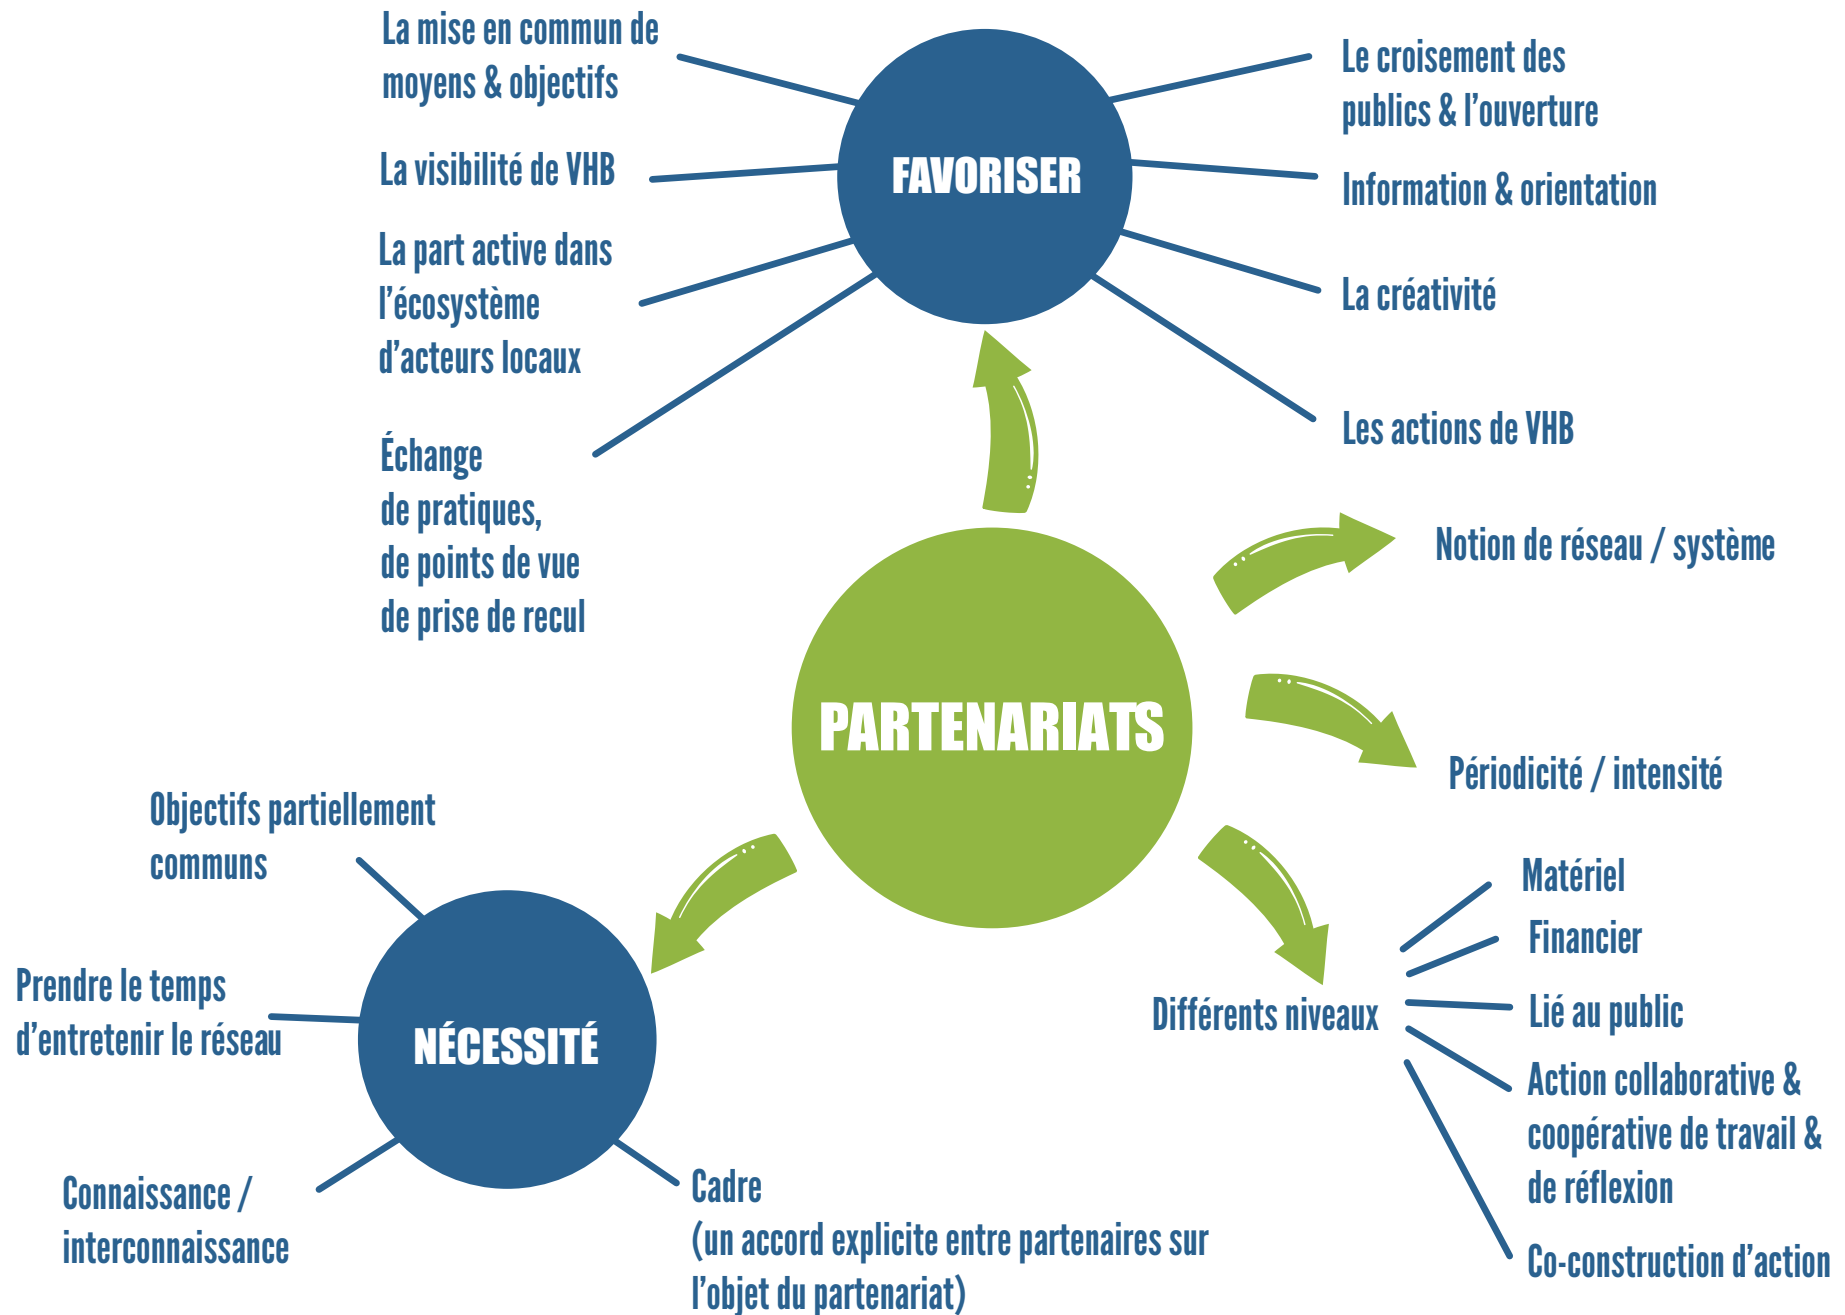 La mise en commun de
moyens & objectifs
La visibilité de VHB
La part active dans
l'écosystème
d'acteurs locaux
Échange
de pratiques,
de points de vue
de prise de recul
FAVORISER
Le croisement des
publics & l'ouverture
Information & orientation
La créativité
Les actions de VHB
PARTENARIATS
Notion de réseau / système
Périodicité / intensité
Différents niveaux
Matériel
Financier
Lié au public
Action collaborative &
coopérative de travail &
de réflexion
Co-construction d'action
NÉCESSITÉ
Objectifs partiellement
communs
Prendre le temps
d'entretenir le réseau
Connaissance /
interconnaissance
Cadre
(un accord explicite entre partenaires sur
l'objet du partenariat)